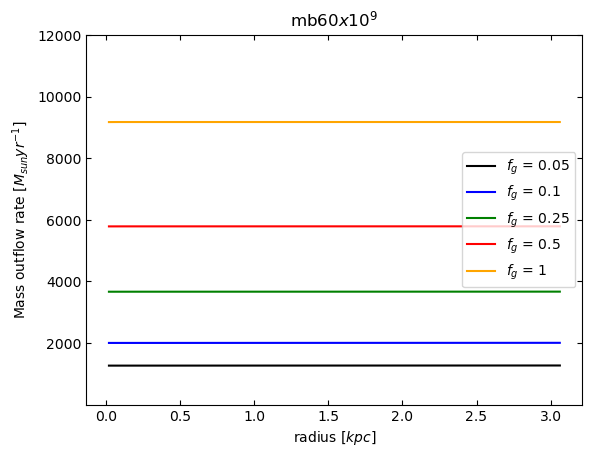 mb60x10^9
12000
10000
8000
6000
4000
2000
Mass outflow rate [M_sun yr^-1]
f_g = 0.05
f_g = 0.1
f_g = 0.25
f_g = 0.5
f_g = 1
0.0 0.5 1.0 1.5 2.0 2.5 3.0
radius [kpc]